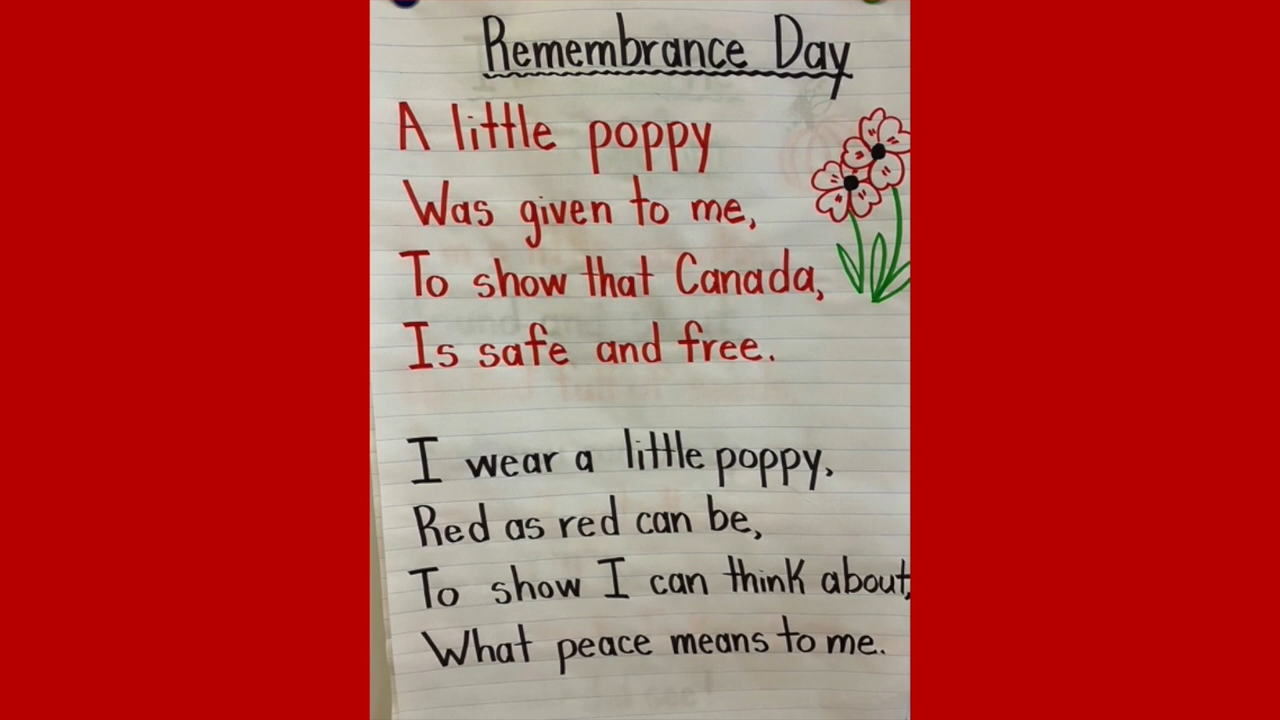 Remembrance Day
A little poppy
Was given to me,
To show that Canada,
Is safe and free.
I wear a little poppy,
Red as red can be,
To show I can think about,
What peace means to me.